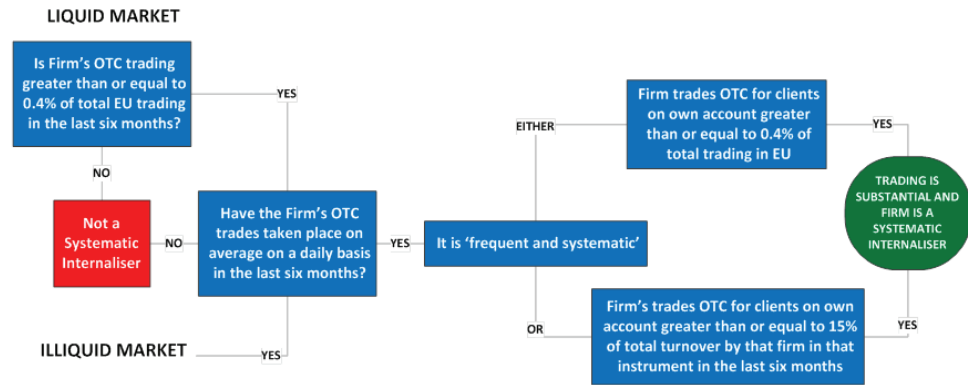 LIQUID MARKET
Is Firm's OTC trading
greater than or equal to
0.4% of total EU trading
in the last six months?
YES
NO
Not a
Systematic
Internaliser
NO
Have the Firm's OTC
trades taken place on
average on a daily basis
in the last six months?
YES
ILLIQUID MARKET
YES
It is ‘frequent and systematic’
EITHER
Firm trades OTC for clients
on own account greater
than or equal to 0.4% of
total trading in EU
YES
OR
Firm's trades OTC for clients on own
account greater than or equal to 15%
of total turnover by that firm in that
instrument in the last six months
YES
TRADING IS
SUBSTANTIAL AND
FIRM IS A
SYSTEMATIC
INTERNALISER